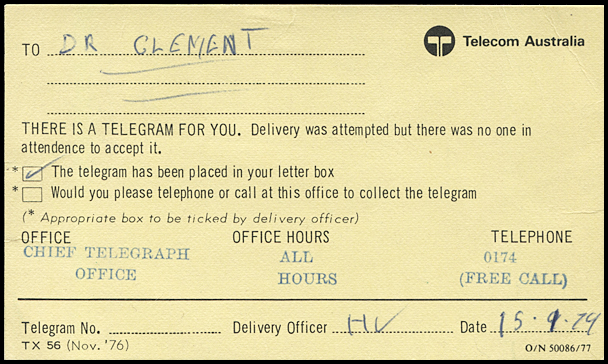 TO DR CLEMENT
Telecom Australia
THERE IS A TELEGRAM FOR YOU. Delivery was attempted but there was no one in
attendence to accept it.
* The telegram has been placed in your letter box
* Would you please telephone or call at this office to collect the telegram
(* Appropriate box to be ticked by delivery officer)
OFFICE OFFICE HOURS TELEPHONE
CHIEF TELEGRAPH ALL 0174
OFFICE HOURS (FREE CALL)
Telegram No. Delivery Officer HV Date 15.9.79
TX 56 (Nov. '76) O/N 50086/77